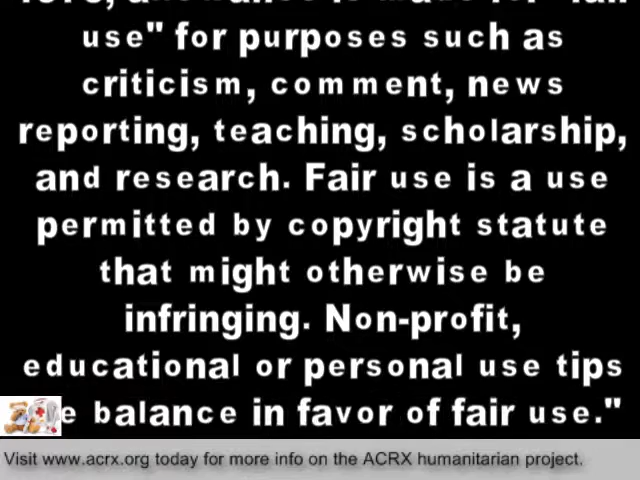 use" for purposes such as
criticism, comment, news
reporting, teaching, scholarship,
and research. Fair use is a use
permitted by copyright statute
that might otherwise be
infringing. Non-profit,
educational or personal use tips
balance in favor of fair use."
Visit www.acrx.org today for more info on the ACRX humanitarian project.